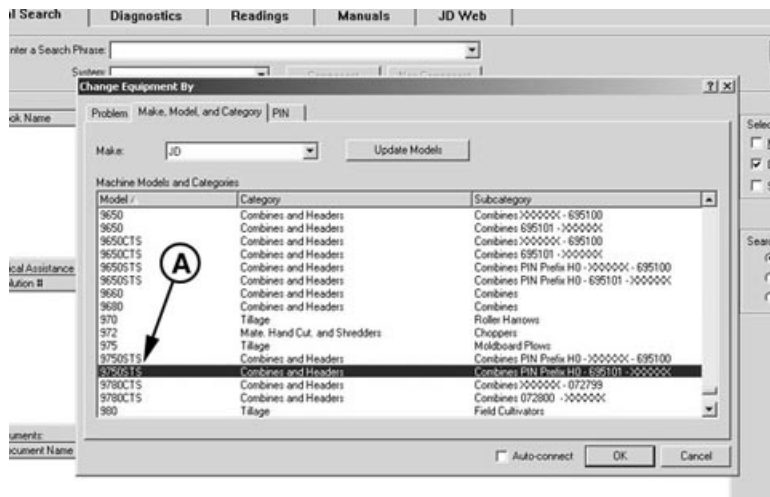 al Search Diagnostics Readings Manuals JD Web
nter a Search Phrase:
System:
Change Equipment By
ook Name
Problem Make, Model, and Category PIN
Selec
Make: JD Update Models
Machine Models and Categories
Model Category Subcategory
9650 Combines and Headers Combines XXXXXX - 695100
9650 Combines and Headers Combines 695101 - XXXXXX
9650CTS Combines and Headers Combines XXXXXX - 695100
9650CTS Combines and Headers Combines 695101 - XXXXXX
9650STS Combines and Headers Combines PIN Prefix H0 - XXXXXX - 695100
9650STS Combines and Headers Combines PIN Prefix H0 - 695101 - XXXXXX
9660 Combines and Headers Combines
9680 Combines and Headers Combines
970 Tillage Roller Harrows
972 Mate. Hand Cut. and Shredders Choppers
975 Tillage Moldboard Plows
9750STS Combines and Headers Combines PIN Prefix H0 - XXXXXX - 695100
9750STS Combines and Headers Combines PIN Prefix H0 - 695101 - XXXXXX
9780CTS Combines and Headers Combines XXXXXX - 072799
9780CTS Combines and Headers Combines 072800 - XXXXXX
980 Tillage Field Cultivators
A
Sear
ical Assistance
olution #
uments:
ocument Name
Auto-connect OK Cancel